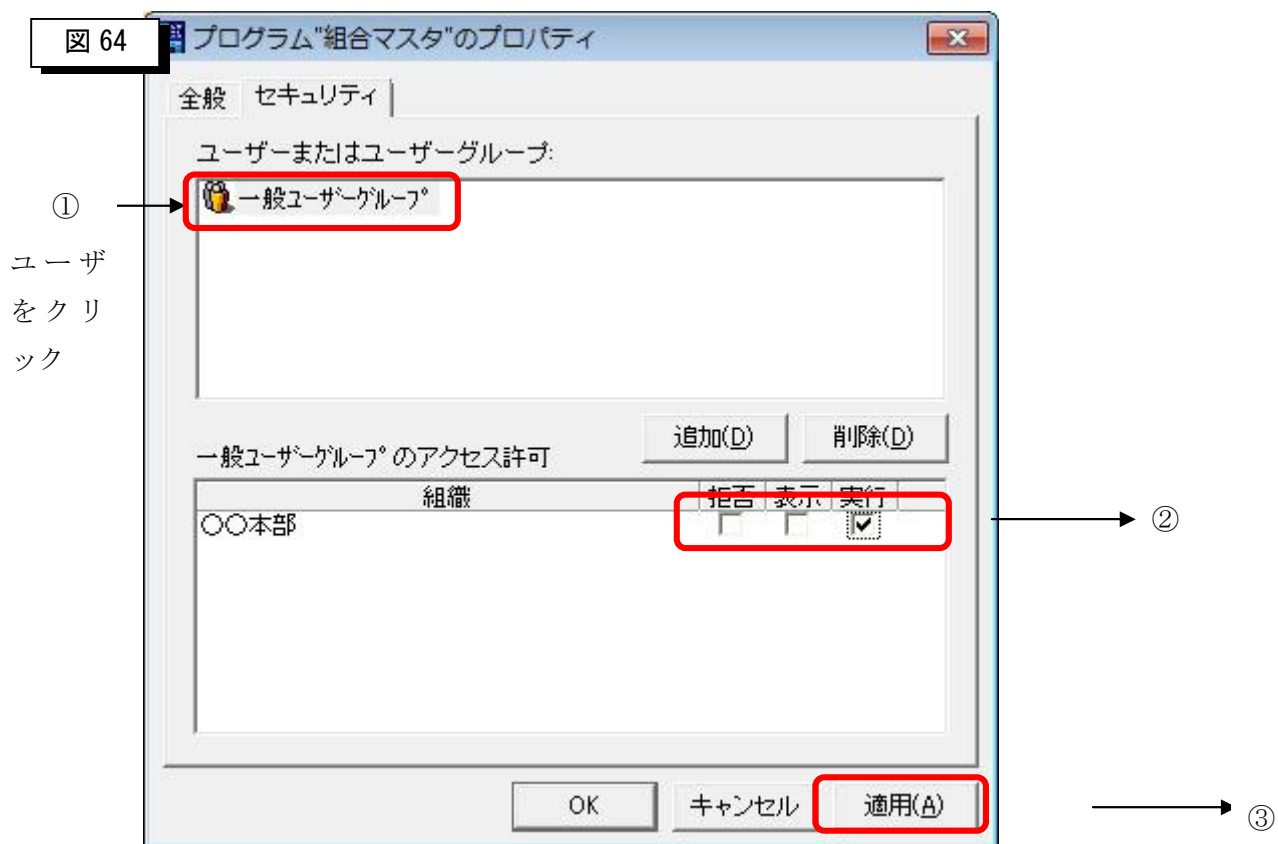 図 64
プログラム"組合マスタ"のプロパティ
全般 セキュリティ
ユーザーまたはユーザーグループ:
一般ユーザーグループ
①
ユーザ
をクリ
ック
追加(D) 削除(D)
一般ユーザーグループのアクセス許可
組織 拒否 表示 実行
〇〇本部
②
OK キャンセル 適用(A)
③